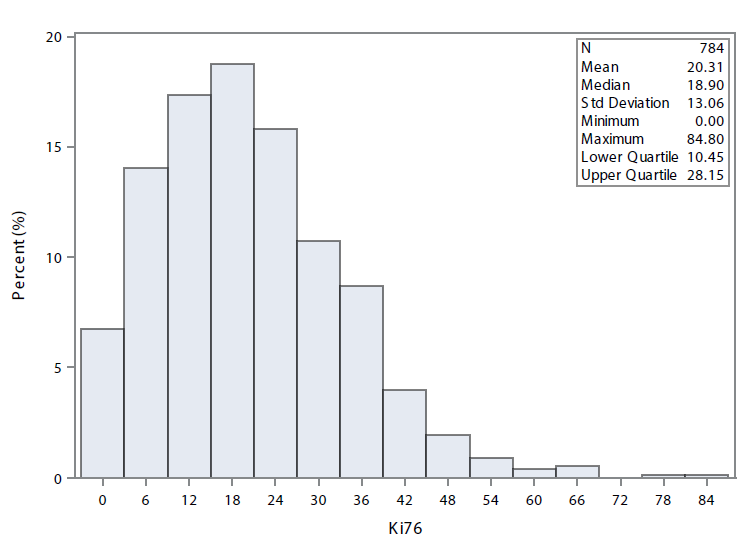 20
15
10
5
0
Percent (%)
N 784
Mean 20.31
Median 18.90
Std Deviation 13.06
Minimum 0.00
Maximum 84.80
Lower Quartile 10.45
Upper Quartile 28.15
0 6 12 18 24 30 36 42 48 54 60 66 72 78 84
Ki76